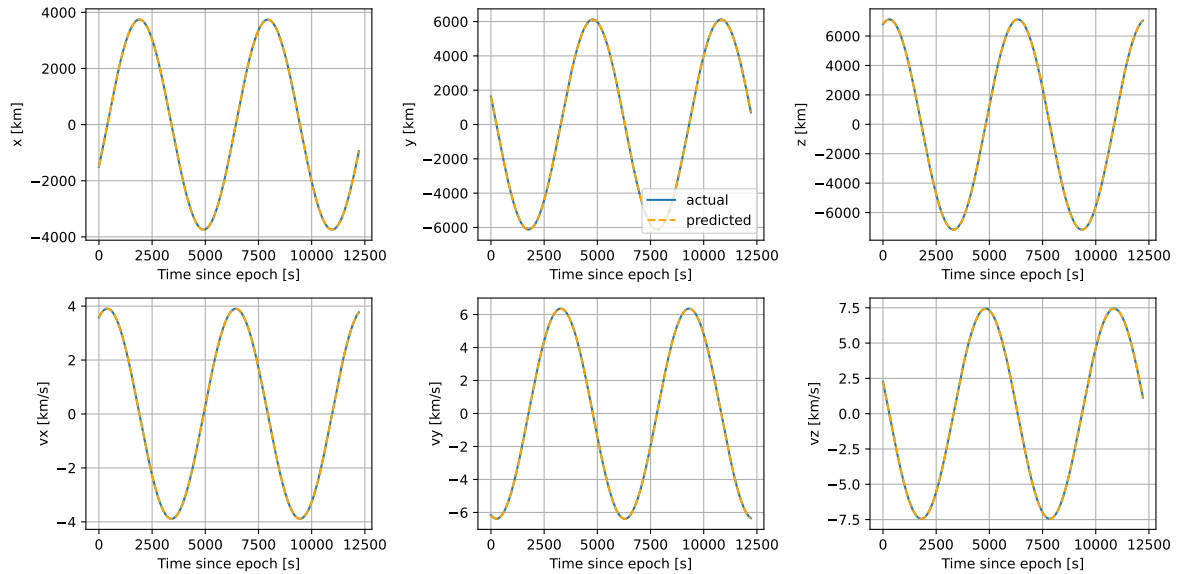 4000
2000
0
−2000
−4000
x [km]
0 2500 5000 7500 10000 12500
Time since epoch [s]
6000
4000
2000
0
−2000
−4000
−6000
y [km]
actual
predicted
0 2500 5000 7500 10000 12500
Time since epoch [s]
6000
4000
2000
0
−2000
−4000
−6000
z [km]
0 2500 5000 7500 10000 12500
Time since epoch [s]
4
2
0
−2
−4
vx [km/s]
0 2500 5000 7500 10000 12500
Time since epoch [s]
6
4
2
0
−2
−4
−6
vy [km/s]
0 2500 5000 7500 10000 12500
Time since epoch [s]
7.5
5.0
2.5
0.0
−2.5
−5.0
−7.5
vz [km/s]
0 2500 5000 7500 10000 12500
Time since epoch [s]